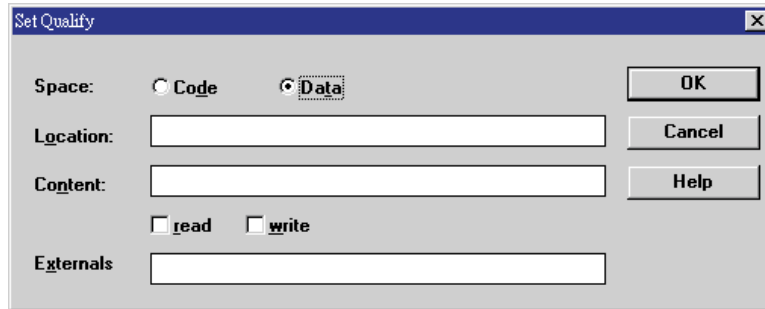 Set Qualify
Space: Code Data OK
Location: Cancel
Content: Help
read write
Externals